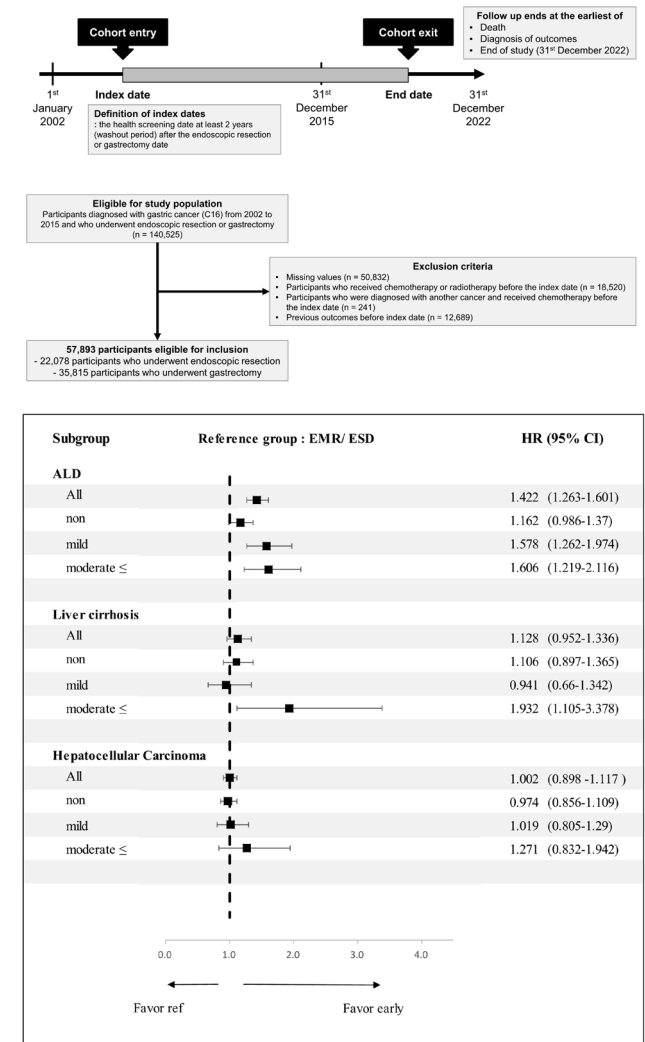 Cohort entry
Cohort exit
Follow up ends at the earliest of
• Death
• Diagnosis of outcomes
• End of study (31st December 2022)
1st
January
2002
Index date
31st
December
2015
End date
31st
December
2022
Definition of index dates
: the health screening date at least 2 years
(washout period) after the endoscopic resection
or gastrectomy date
Eligible for study population
Participants diagnosed with gastric cancer (C16) from 2002 to
2015 and who underwent endoscopic resection or gastrectomy
(n = 140,525)
Exclusion criteria
• Missing values (n = 50,832)
• Participants who received chemotherapy or radiotherapy before the index date (n = 18,520)
• Participants who were diagnosed with another cancer and received chemotherapy before
the index date (n = 241)
• Previous outcomes before index date (n = 12,689)
57,893 participants eligible for inclusion
- 22,078 participants who underwent endoscopic resection
- 35,815 participants who underwent gastrectomy
Subgroup Reference group : EMR/ ESD HR (95% CI)
ALD
All 1.422 (1.263-1.601)
non 1.162 (0.986-1.37)
mild 1.578 (1.262-1.974)
moderate ≤ 1.606 (1.219-2.116)
Liver cirrhosis
All 1.128 (0.952-1.336)
non 1.106 (0.897-1.365)
mild 0.941 (0.66-1.342)
moderate ≤ 1.932 (1.105-3.378)
Hepatocellular Carcinoma
All 1.002 (0.898 -1.117 )
non 0.974 (0.856-1.109)
mild 1.019 (0.805-1.29)
moderate ≤ 1.271 (0.832-1.942)
0.0 1.0 2.0 3.0 4.0
Favor ref Favor early